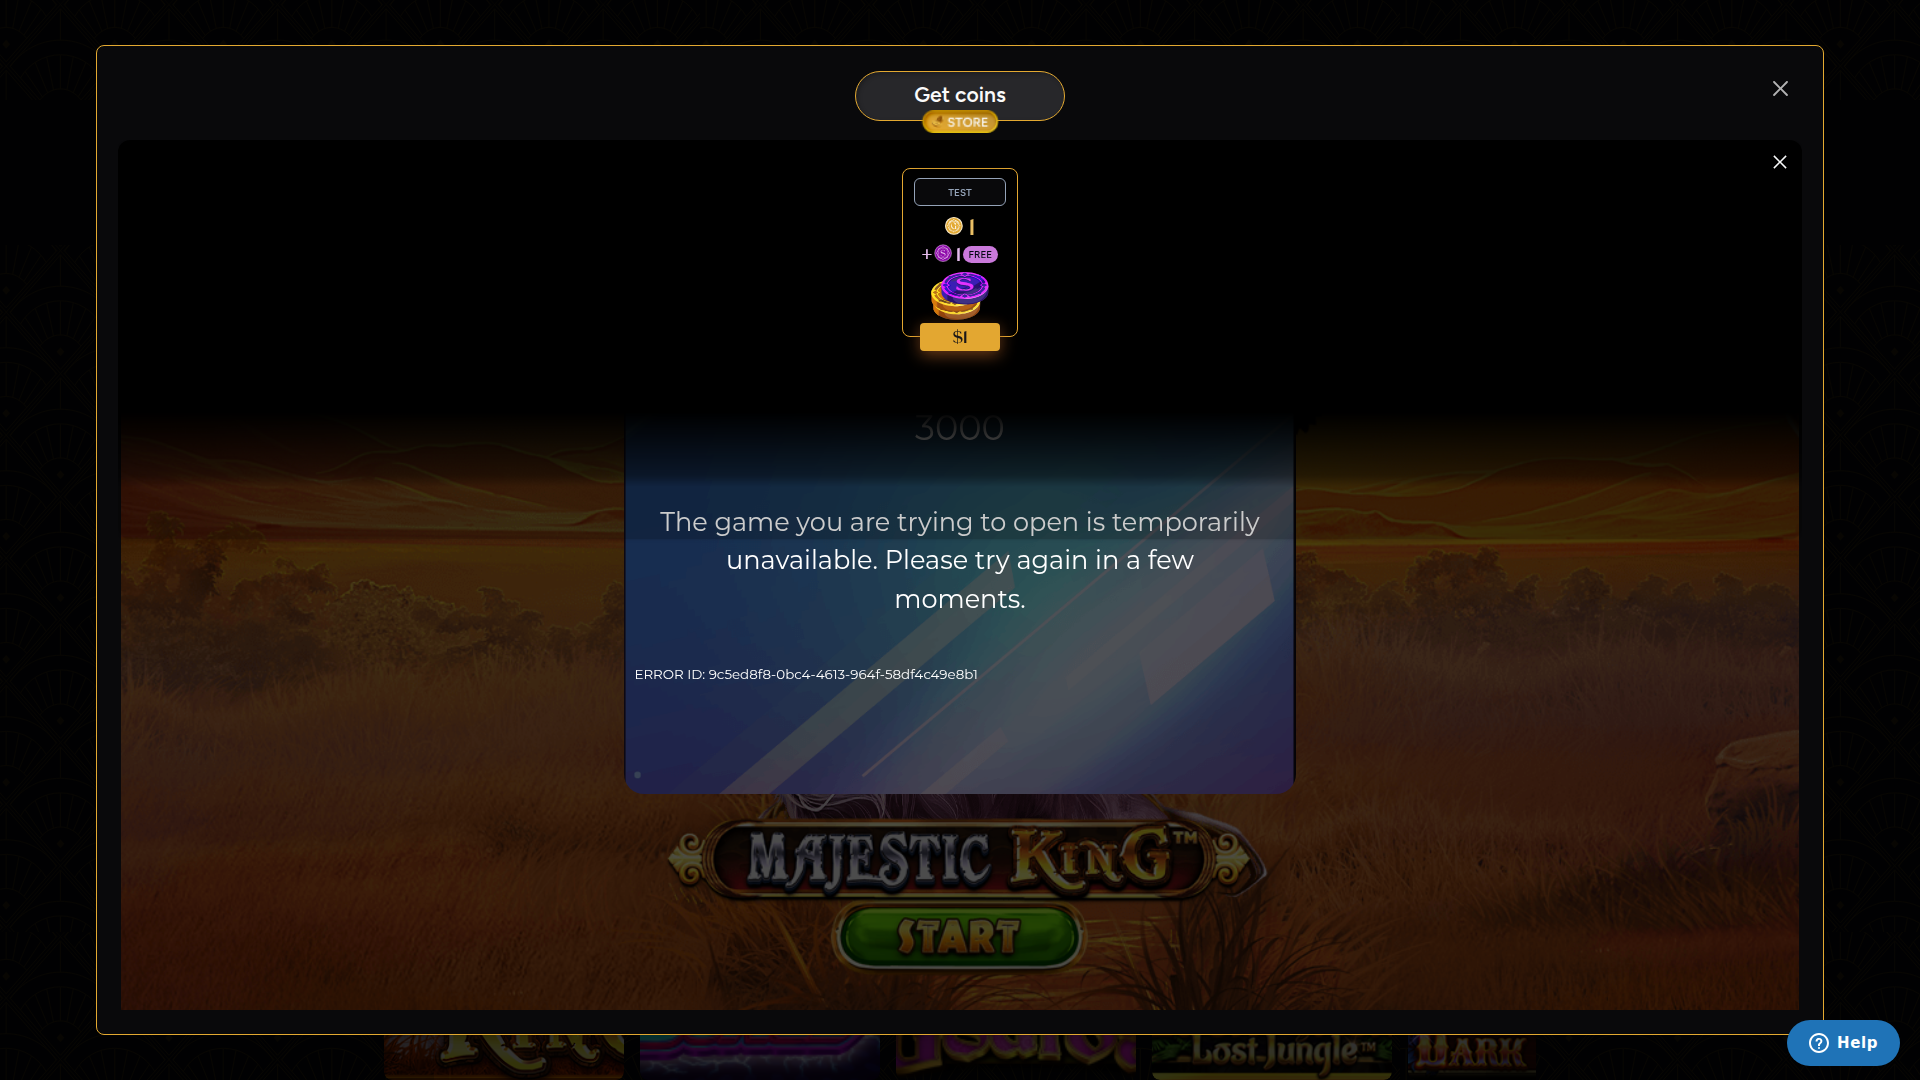 Get coins
STORE
TEST
1
+ 1 FREE
$1
3000
The game you are trying to open is temporarily
unavailable. Please try again in a few
moments.
ERROR ID: 9c5ed8f8-0bc4-4613-964f-58df4c49e8b1
MAJESTIC KING™
START
KING
Lost Jungle™
DARK
Help